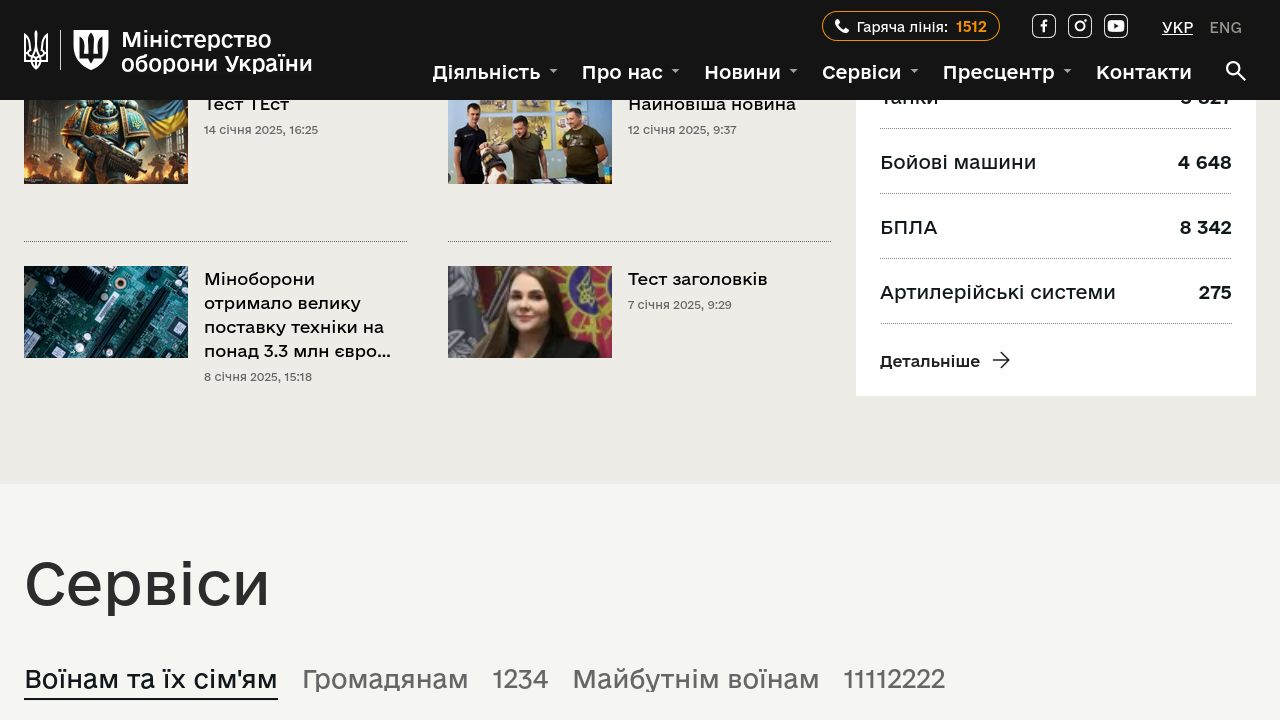 Міністерство
оборони України
Гаряча лінія: 1512
УКР ENG
Діяльність Про нас Новини Сервіси Пресцентр Контакти
Тест ТЕст
14 січня 2025, 16:25
Найновіша новина
12 січня 2025, 9:37
Міноборони
отримало велику
поставку техніки на
понад 3.3 млн євро...
8 січня 2025, 15:18
Тест заголовків
7 січня 2025, 9:29
Танки
Бойові машини 4 648
БПЛА 8 342
Артилерійські системи 275
Детальніше
Сервіси
Воїнам та їх сім'ям Громадянам 1234 Майбутнім воїнам 11112222